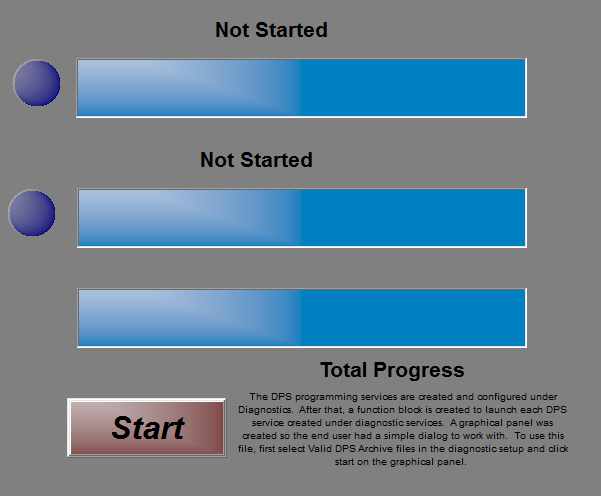 Not Started
Not Started
Total Progress
Start
The DPS programming services are created and configured under
Diagnostics. After that, a function block is created to launch each DPS
service created under diagnostic services. A graphical panel was
created so the end user had a simple dialog to work with. To use this
file, first select Valid DPS Archive files in the diagnostic setup and click
start on the graphical panel.